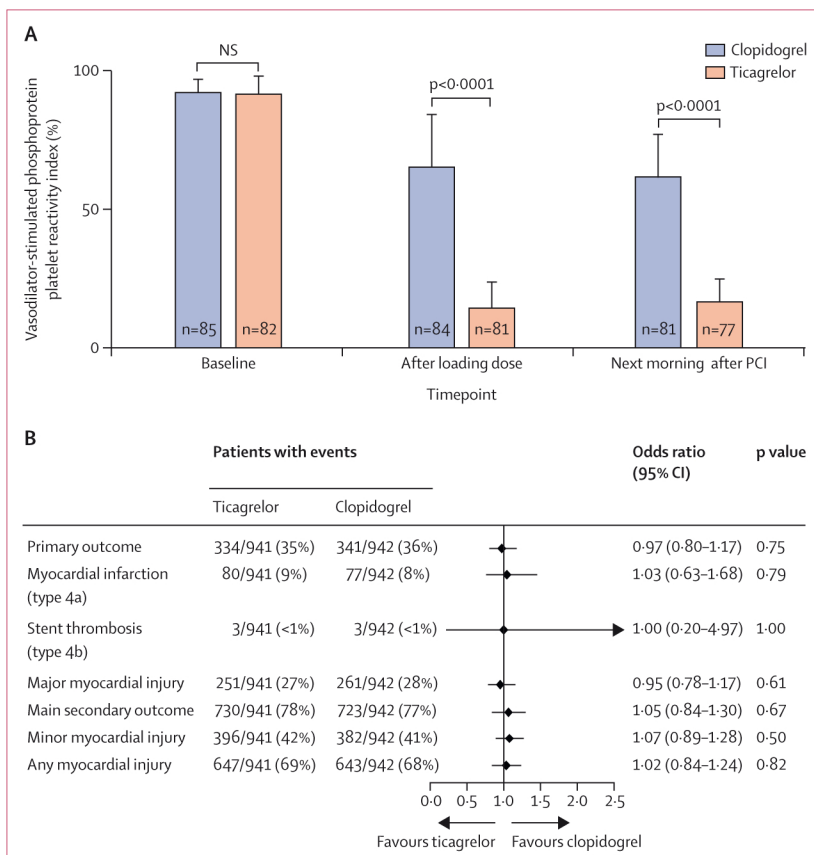 A
NS
Clopidogrel
Ticagrelor
p<0·0001
p<0·0001
Vasodilator-stimulated phosphoprotein
platelet reactivity index (%)
100
50
0
n=85
n=82
n=84
n=81
n=81
n=77
Baseline
After loading dose
Next morning after PCI
Timepoint
B
Patients with events
Odds ratio
(95% CI)
p value
Ticagrelor
Clopidogrel
Primary outcome 334/941 (35%) 341/942 (36%) 0·97 (0·80–1·17) 0·75
Myocardial infarction 80/941 (9%) 77/942 (8%) 1·03 (0·63–1·68) 0·79
(type 4a)
Stent thrombosis 3/941 (<1%) 3/942 (<1%) 1·00 (0·20–4·97) 1·00
(type 4b)
Major myocardial injury 251/941 (27%) 261/942 (28%) 0·95 (0·78–1·17) 0·61
Main secondary outcome 730/941 (78%) 723/942 (77%) 1·05 (0·84–1·30) 0·67
Minor myocardial injury 396/941 (42%) 382/942 (41%) 1·07 (0·89–1·28) 0·50
Any myocardial injury 647/941 (69%) 643/942 (68%) 1·02 (0·84–1·24) 0·82
0·0 0·5 1·0 1·5 2·0 2·5
Favours ticagrelor Favours clopidogrel